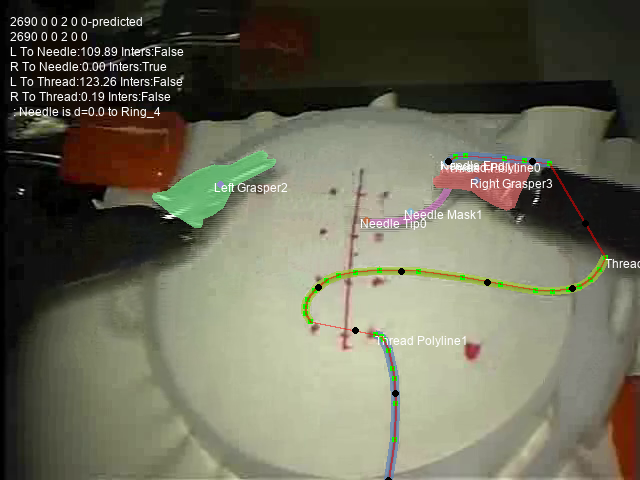 2690 0 0 2 0 0-predicted
2690 0 0 2 0 0
L To Needle:109.89 Inters:False
R To Needle:0.00 Inters:True
L To Thread:123.26 Inters:False
R To Thread:0.19 Inters:False
: Needle is d=0.0 to Ring_4
Thread Polyline0
Right Grasper3
Left Grasper2
Needle Mask1
Needle Tip0
Thread
Thread Polyline1